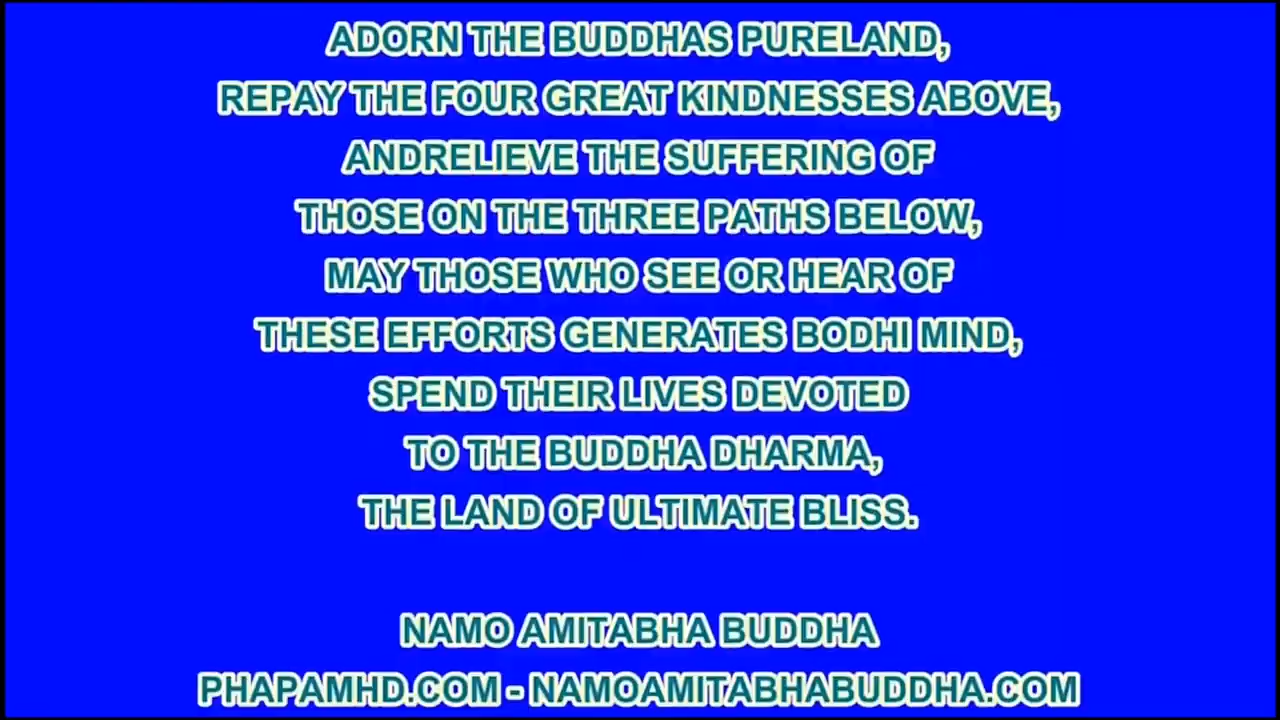 ADORN THE BUDDHAS PURELAND,
REPAY THE FOUR GREAT KINDNESSES ABOVE,
ANDRELIEVE THE SUFFERING OF
THOSE ON THE THREE PATHS BELOW,
MAY THOSE WHO SEE OR HEAR OF
THESE EFFORTS GENERATES BODHI MIND,
SPEND THEIR LIVES DEVOTED
TO THE BUDDHA DHARMA,
THE LAND OF ULTIMATE BLISS.
NAMO AMITABHA BUDDHA
PHAPAMHD.COM - NAMOAMITABHABUDDHA.COM